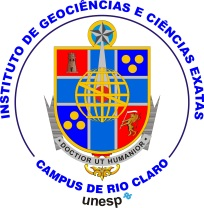 INSTITUTO DE GEOCIÊNCIAS E CIÊNCIAS EXATAS
DOCTIOR UT HUMANIOR
CAMPUS DE RIO CLARO
unesp